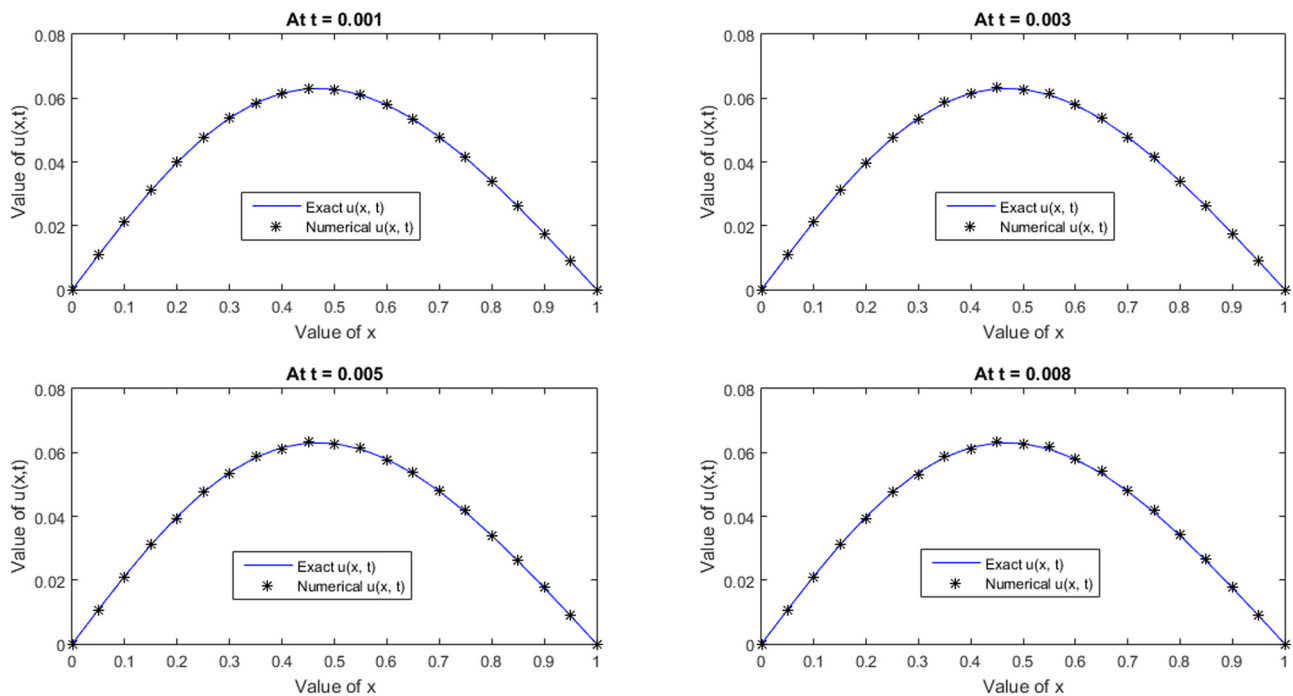 At t = 0.001
0.08
0.06
0.04
0.02
0
Value of u(x,t)
Exact u(x, t)
Numerical u(x, t)
0 0.1 0.2 0.3 0.4 0.5 0.6 0.7 0.8 0.9 1
Value of x
At t = 0.003
0.08
0.06
0.04
0.02
0
Value of u(x,t)
Exact u(x, t)
Numerical u(x, t)
0 0.1 0.2 0.3 0.4 0.5 0.6 0.7 0.8 0.9 1
Value of x
At t = 0.005
0.08
0.06
0.04
0.02
0
Value of u(x,t)
Exact u(x, t)
Numerical u(x, t)
0 0.1 0.2 0.3 0.4 0.5 0.6 0.7 0.8 0.9 1
Value of x
At t = 0.008
0.08
0.06
0.04
0.02
0
Value of u(x,t)
Exact u(x, t)
Numerical u(x, t)
0 0.1 0.2 0.3 0.4 0.5 0.6 0.7 0.8 0.9 1
Value of x